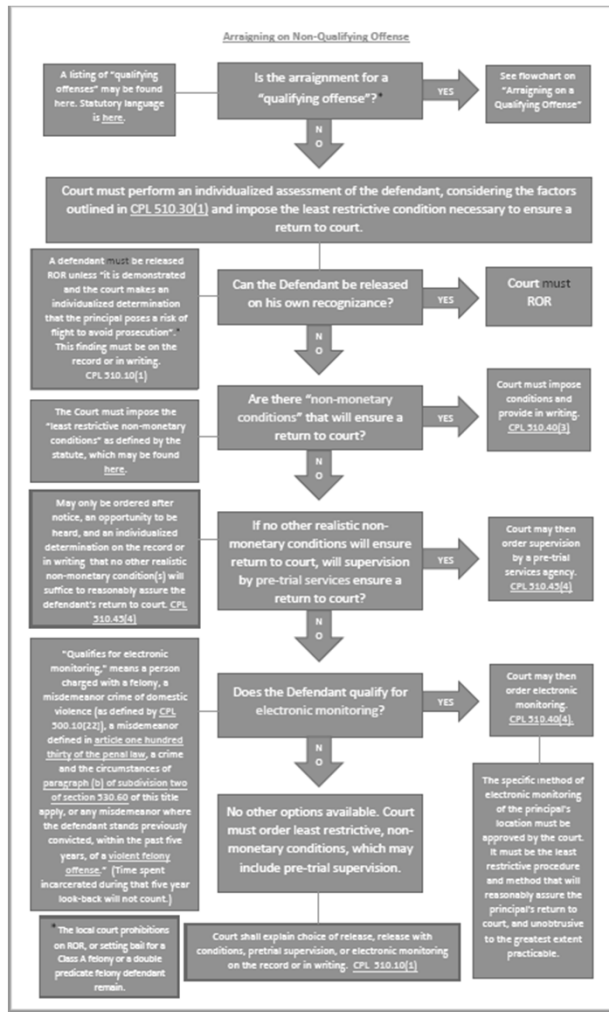 Arraigning on Non-Qualifying Offense
A listing of "qualifying
offenses" may be found
here. Statutory language
is here.
Is the arraignment for a
"qualifying offense"?*
YES
See flowchart on
"Arraigning on a
Qualifying Offense"
N
O
Court must perform an individualized assessment of the defendant, considering the factors
outlined in CPL 510.30(1) and impose the least restrictive condition necessary to ensure a
return to court.
A defendant must be released
ROR unless "it is demonstrated
and the court makes an
individualized determination
that the principal poses a risk of
flight to avoid prosecution".*
This finding must be on the
record or in writing.
CPL 510.10(1)
Can the Defendant be released
on his own recognizance?
YES
Court must
ROR
N
O
The Court must impose the
"least restrictive non-monetary
conditions" as defined by the
statute, which may be found
here.
Are there "non-monetary
conditions" that will ensure a
return to court?
YES
Court must impose
conditions and
provide in writing.
CPL 510.40(3)
N
O
May only be ordered after
notice, an opportunity to be
heard, and an individualized
determination on the record or
in writing that no other realistic
non-monetary condition(s) will
suffice to reasonably assure the
defendant's return to court. CPL
510.45(4)
If no other realistic non-
monetary conditions will ensure
return to court, will supervision
by pre-trial services ensure a
return to court?
YES
Court may then
order supervision
by a pre-trial
services agency.
CPL 510.45(4)
N
O
"Qualifies for electronic
monitoring," means a person
charged with a felony, a
misdemeanor crime of domestic
violence (as defined by CPL
500.10(22)), a misdemeanor
defined in article one hundred
thirty of the penal law, a crime
and the circumstances of
paragraph (b) of subdivision two
of section 530.60 of this title
apply, or any misdemeanor where
the defendant stands previously
convicted, within the past five
years, of a violent felony
offense." (Time spent
incarcerated during that five year
look-back will not count.)
Does the Defendant qualify for
electronic monitoring?
YES
Court may then
order electronic
monitoring.
CPL 510.40(4).
N
O
No other options available. Court
must order least restrictive, non-
monetary conditions, which may
include pre-trial supervision.
The specific method of
electronic monitoring
of the principal's
location must be
approved by the court.
It must be the least
restrictive procedure
and method that will
reasonably assure the
principal's return to
court, and unobtrusive
to the greatest extent
practicable.
*The local court prohibitions
on ROR, or setting bail for a
Class A felony or a double
predicate felony defendant
remain.
Court shall explain choice of release, release with
conditions, pretrial supervision, or electronic monitoring
on the record or in writing. CPL 510.10(1)